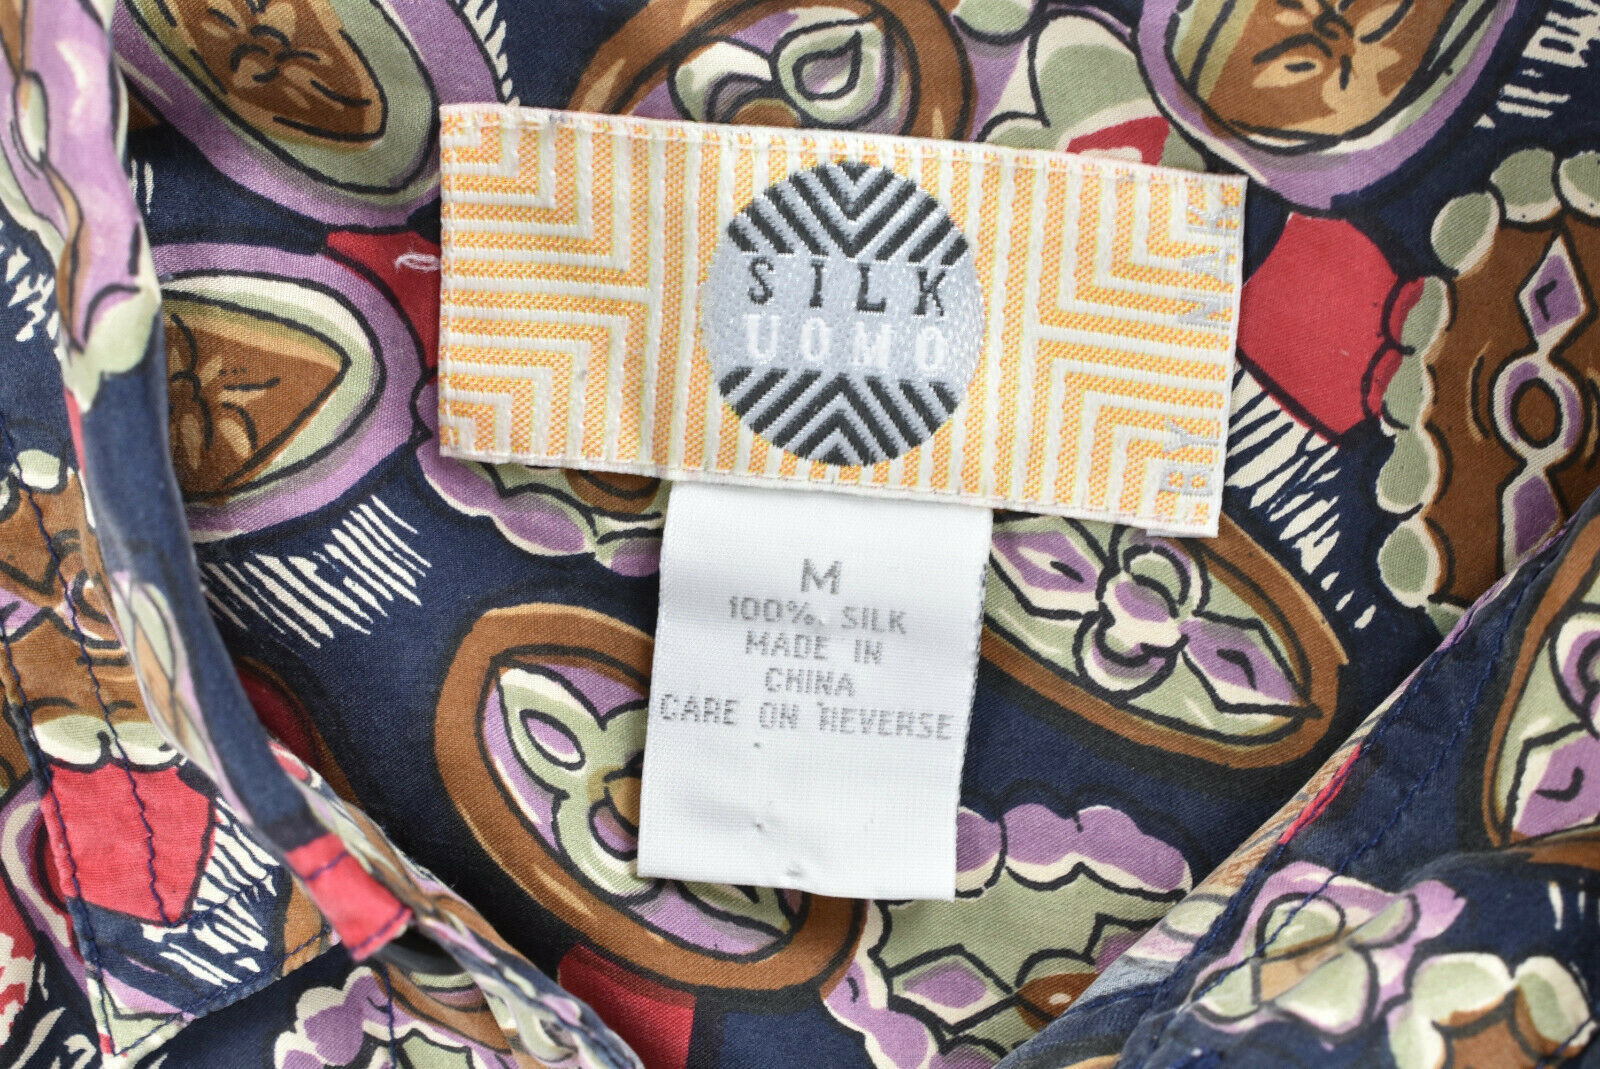 SILK
UOMO
BY NAK
M
100% SILK
MADE IN
CHINA
CARE ON REVERSE